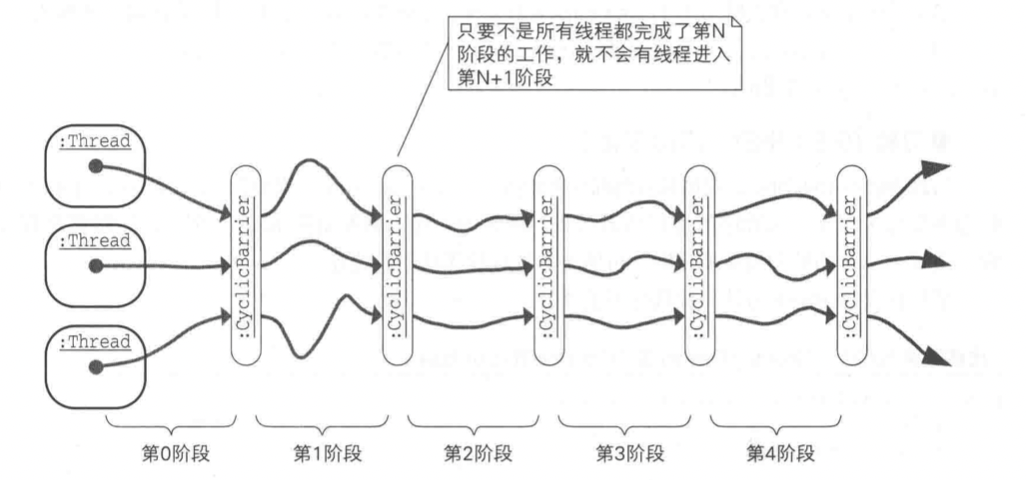 只要不是所有线程都完成了第N
阶段的工作，就不会有线程进入
第N+1阶段
:Thread
:Thread
:Thread
:CyclicBarrier
:CyclicBarrier
:CyclicBarrier
:CyclicBarrier
:CyclicBarrier
第0阶段
第1阶段
第2阶段
第3阶段
第4阶段